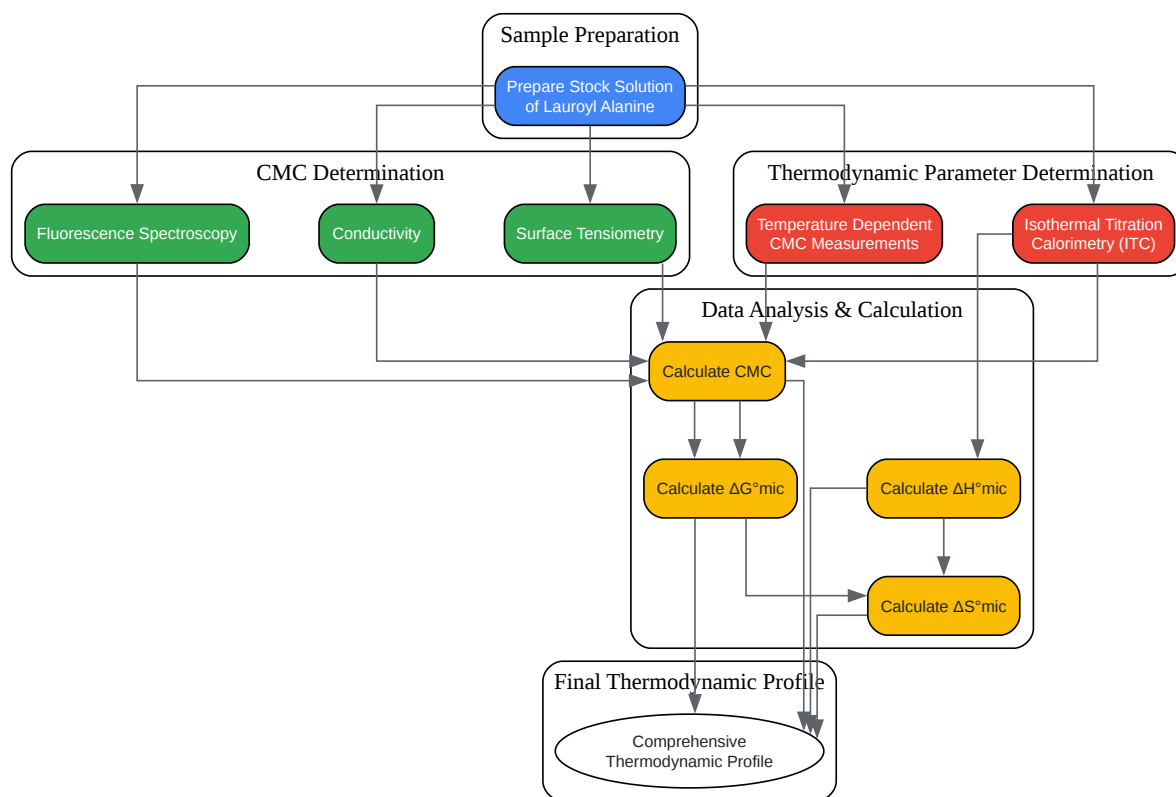 Sample Preparation
Prepare Stock Solution
of Lauroyl Alanine
CMC Determination
Thermodynamic Parameter Determination
Fluorescence Spectroscopy
Conductivity
Surface Tensiometry
Temperature Dependent
CMC Measurements
Isothermal Titration
Calorimetry (ITC)
Data Analysis & Calculation
Calculate CMC
Calculate ΔG°mic
Calculate ΔH°mic
Calculate ΔS°mic
Final Thermodynamic Profile
Comprehensive
Thermodynamic Profile